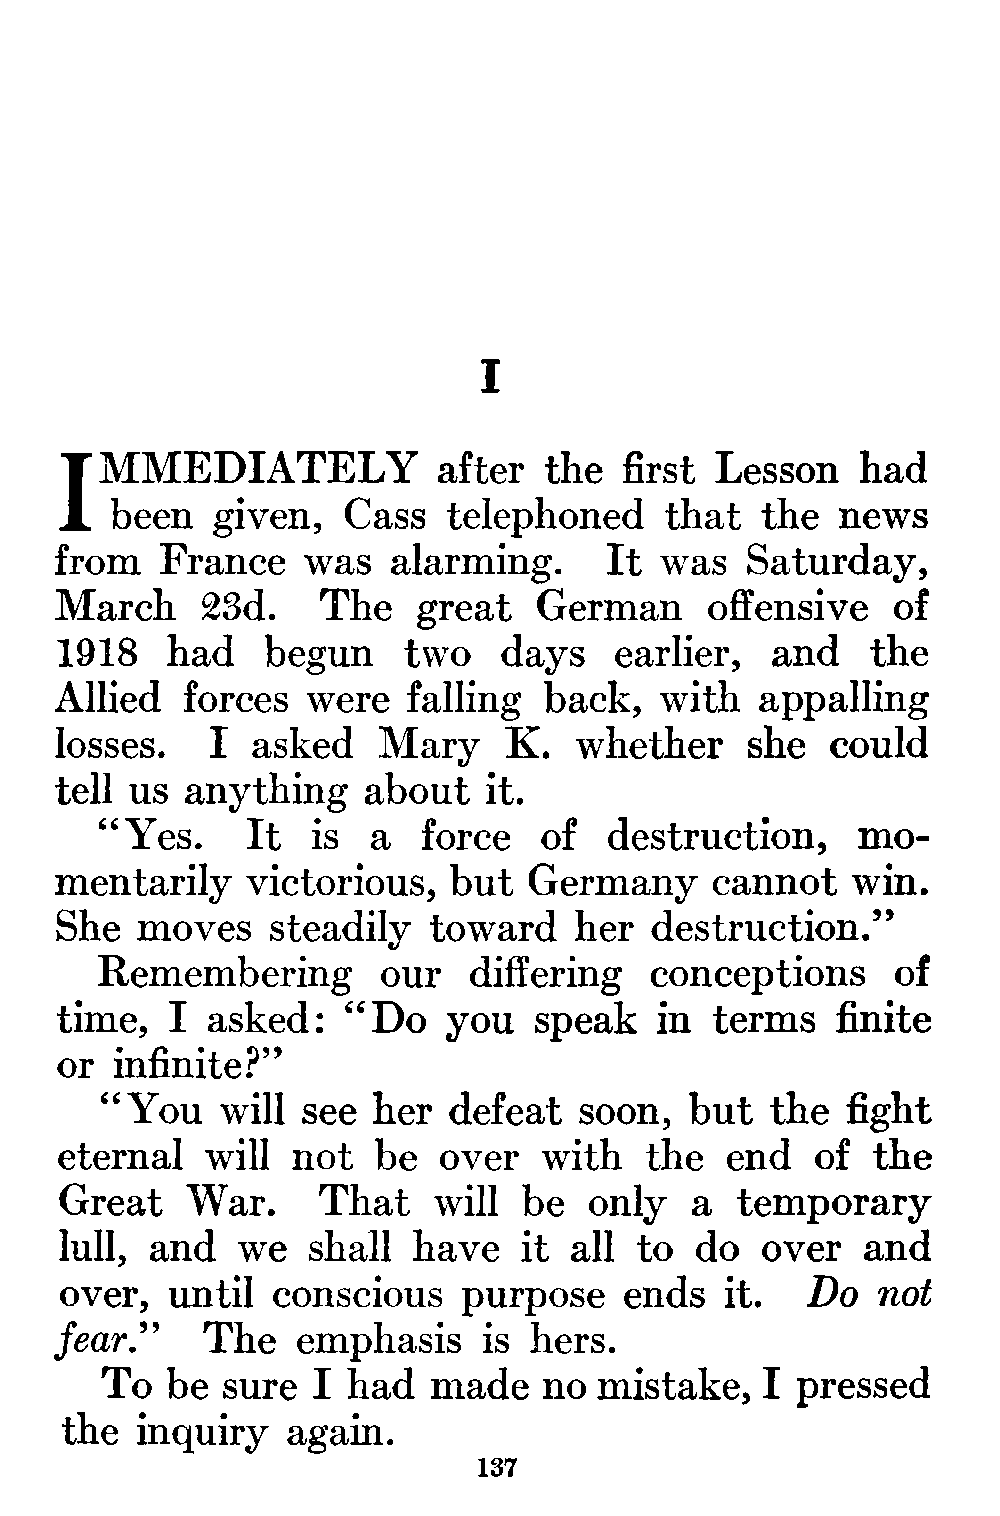 I
IMMEDIATELY after the first Lesson had
been given, Cass telephoned that the news
from France was alarming. It was Saturday,
March 23d. The great German offensive of
1918 had begun two days earlier, and the
Allied forces were falling back, with appalling
losses. I asked Mary K. whether she could
tell us anything about it.
“Yes. It is a force of destruction, mo-
mentarily victorious, but Germany cannot win.
She moves steadily toward her destruction.”
Remembering our differing conceptions of
time, I asked: “Do you speak in terms finite
or infinite?”
“You will see her defeat soon, but the fight
eternal will not be over with the end of the
Great War. That will be only a temporary
lull, and we shall have it all to do over and
over, until conscious purpose ends it. Do not
fear.” The emphasis is hers.
To be sure I had made no mistake, I pressed
the inquiry again.
137